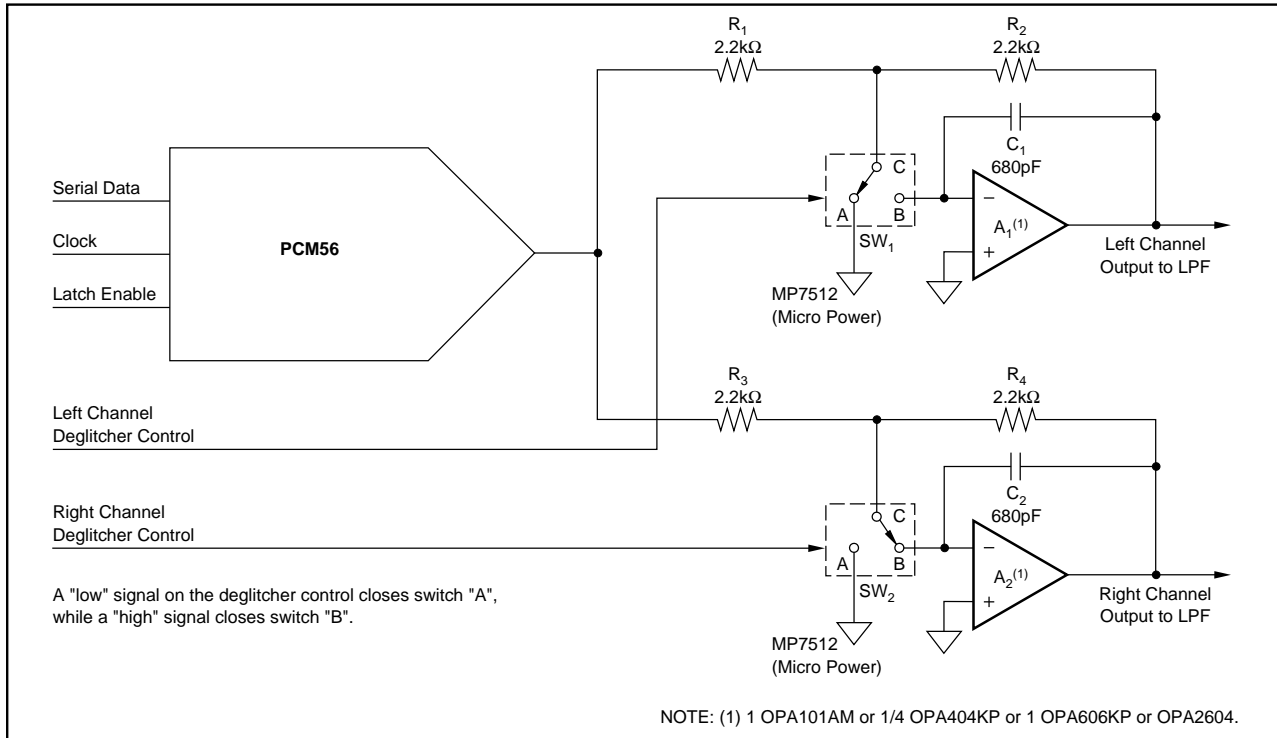 R1
2.2kΩ
R2
2.2kΩ
C1
680pF
Serial Data
Clock
Latch Enable
PCM56
C
A
B
SW1
−
A1(1)
+
Left Channel
Output to LPF
MP7512
(Micro Power)
R3
2.2kΩ
R4
2.2kΩ
Left Channel
Deglitcher Control
C2
680pF
Right Channel
Deglitcher Control
C
A
B
SW2
−
A2(1)
+
Right Channel
Output to LPF
A "low" signal on the deglitcher control closes switch "A",
while a "high" signal closes switch "B".
MP7512
(Micro Power)
NOTE: (1) 1 OPA101AM or 1/4 OPA404KP or 1 OPA606KP or OPA2604.